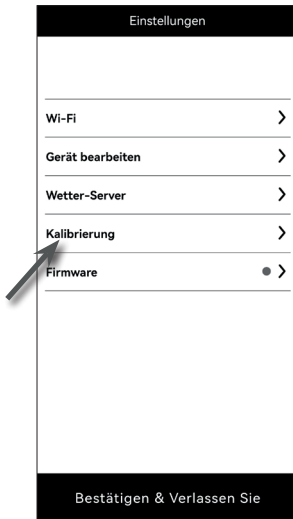 Einstellungen
Wi-Fi
Gerät bearbeiten
Wetter-Server
Kalibrierung
Firmware
Bestätigen & Verlassen Sie